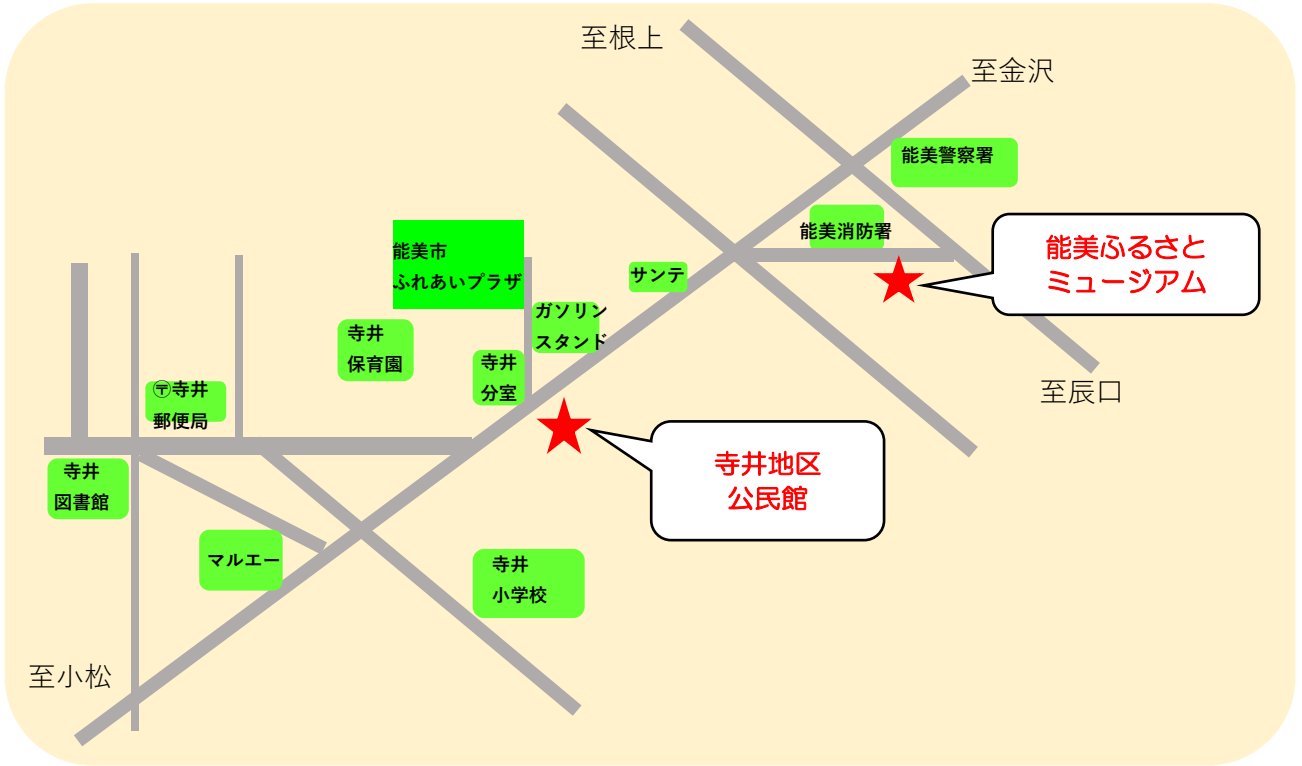 至根上
至金沢
能美警察署
能美消防署
能美ふるさと
ミュージアム
能美市
ふれあいプラザ
サンテ
ガソリン
スタンド
寺井
保育園
寺井
分室
〶寺井
郵便局
至辰口
寺井地区
公民館
寺井
図書館
マルエー
寺井
小学校
至小松